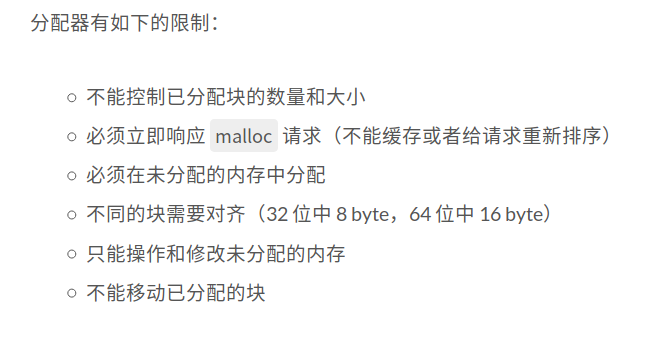 分配器有如下的限制：
不能控制已分配块的数量和大小
必须立即响应 malloc 请求（不能缓存或者给请求重新排序）
必须在未分配的内存中分配
不同的块需要对齐（32 位中 8 byte，64 位中 16 byte）
只能操作和修改未分配的内存
不能移动已分配的块